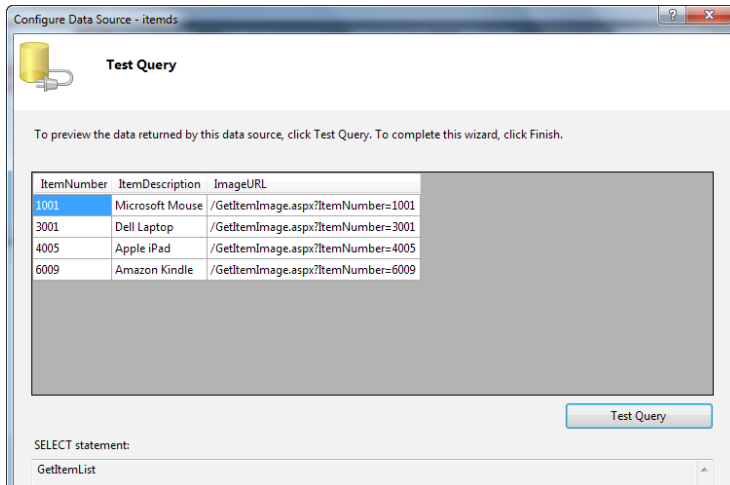 Configure Data Source - itemds
?
Test Query
To preview the data returned by this data source, click Test Query. To complete this wizard, click Finish.
ItemNumber ItemDescription ImageURL
1001 Microsoft Mouse /GetItemImage.aspx?ItemNumber=1001
3001 Dell Laptop /GetItemImage.aspx?ItemNumber=3001
4005 Apple iPad /GetItemImage.aspx?ItemNumber=4005
6009 Amazon Kindle /GetItemImage.aspx?ItemNumber=6009
Test Query
SELECT statement:
GetItemList